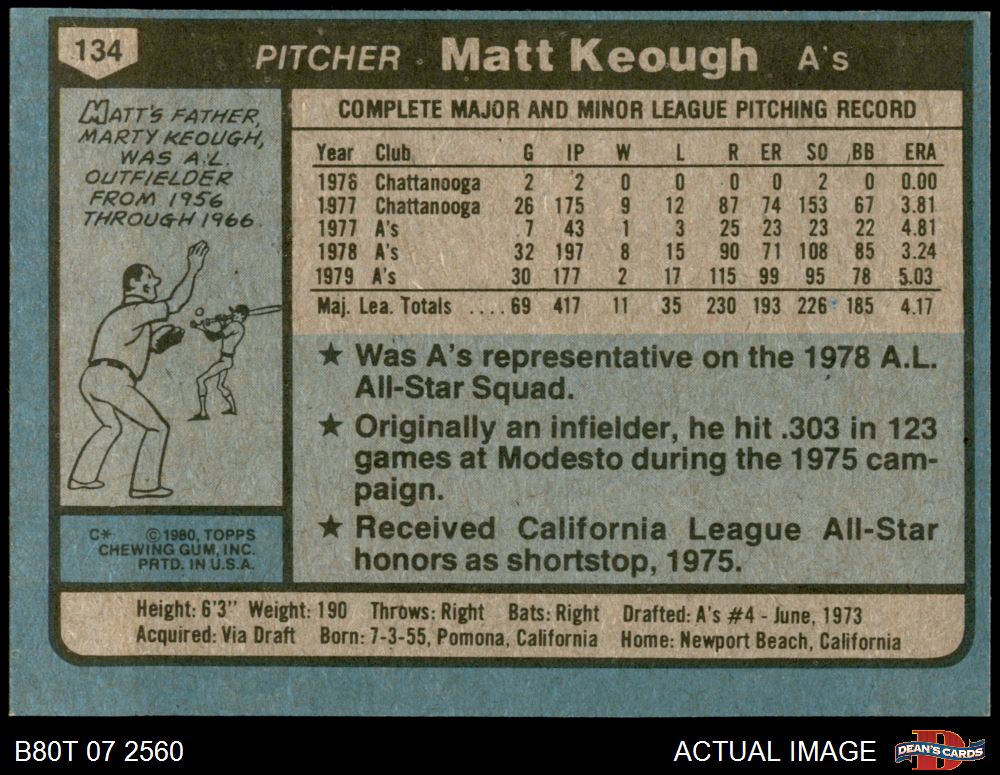 134 PITCHER Matt Keough A's
MATT'S FATHER,
MARTY KEOUGH,
WAS A.L.
OUTFIELDER
FROM 1956
THROUGH 1966
COMPLETE MAJOR AND MINOR LEAGUE PITCHING RECORD
Year Club G IP W L R ER SO BB ERA
1976 Chattanooga 2 2 0 0 0 0 2 0 0.00
1977 Chattanooga 26 175 9 12 87 74 153 67 3.81
1977 A's 7 43 1 3 25 23 23 22 4.81
1978 A's 32 197 8 15 90 71 108 85 3.24
1979 A's 30 177 2 17 115 99 95 78 5.03
Maj. Lea. Totals .... 69 417 11 35 230 193 226 185 4.17
★ Was A's representative on the 1978 A.L.
All-Star Squad.
★ Originally an infielder, he hit .303 in 123
games at Modesto during the 1975 cam-
paign.
★ Received California League All-Star
honors as shortstop, 1975.
C* ©1980, TOPPS
CHEWING GUM, INC.
PRTD. IN U.S.A.
Height: 6'3" Weight: 190 Throws: Right Bats: Right Drafted: A's #4 - June, 1973
Acquired: Via Draft Born: 7-3-55, Pomona, California Home: Newport Beach, California
B80T 07 2560 ACTUAL IMAGE DEAN'S CARDS